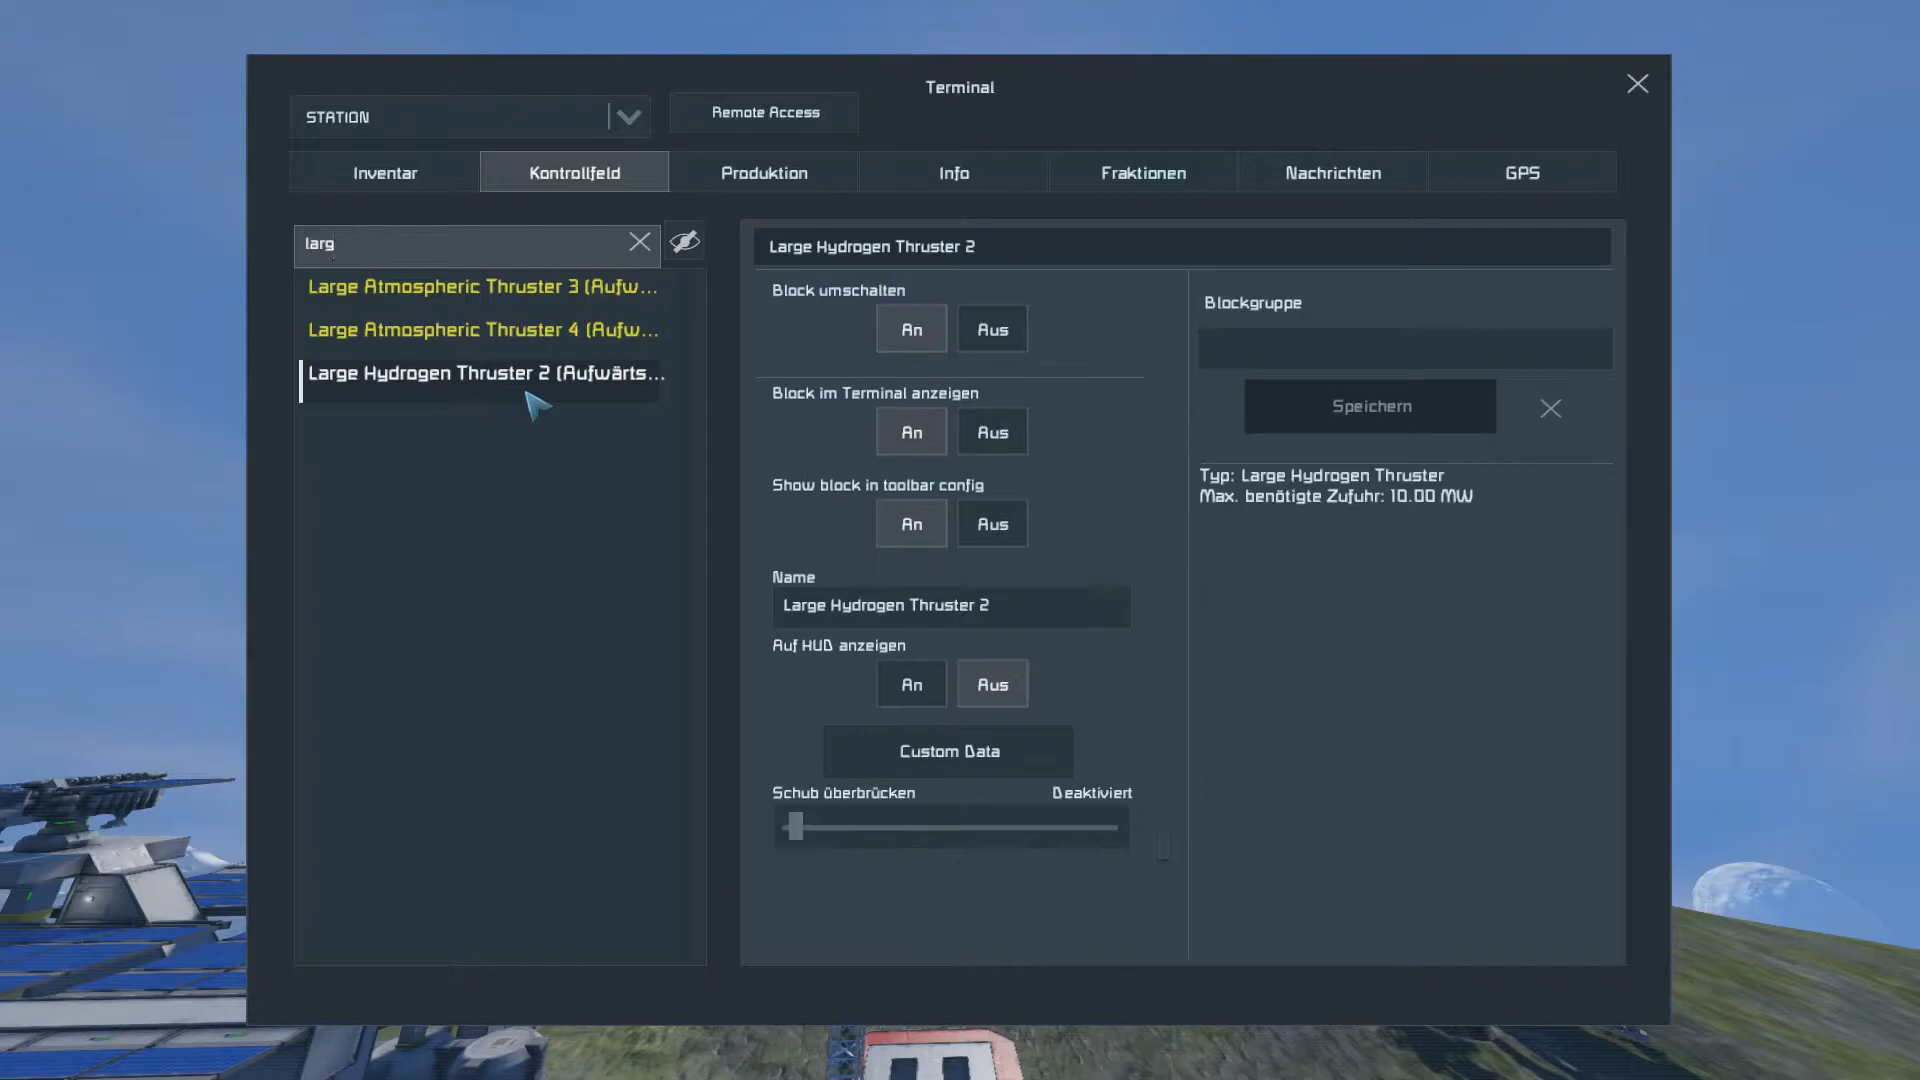 Terminal
STATION
Remote Access
Inventar
Kontrollfeld
Produktion
Info
Fraktionen
Nachrichten
GPS
larg
Large Atmospheric Thruster 3 (Aufw...
Large Atmospheric Thruster 4 (Aufw...
Large Hydrogen Thruster 2 (Aufwärts...
Large Hydrogen Thruster 2
Block umschalten
An
Aus
Block im Terminal anzeigen
An
Aus
Show block in toolbar config
An
Aus
Name
Large Hydrogen Thruster 2
Auf HUD anzeigen
An
Aus
Custom Data
Schub überbrücken
Deaktiviert
Blockgruppe
Speichern
Typ: Large Hydrogen Thruster
Max. benötigte Zufuhr: 10.00 MW